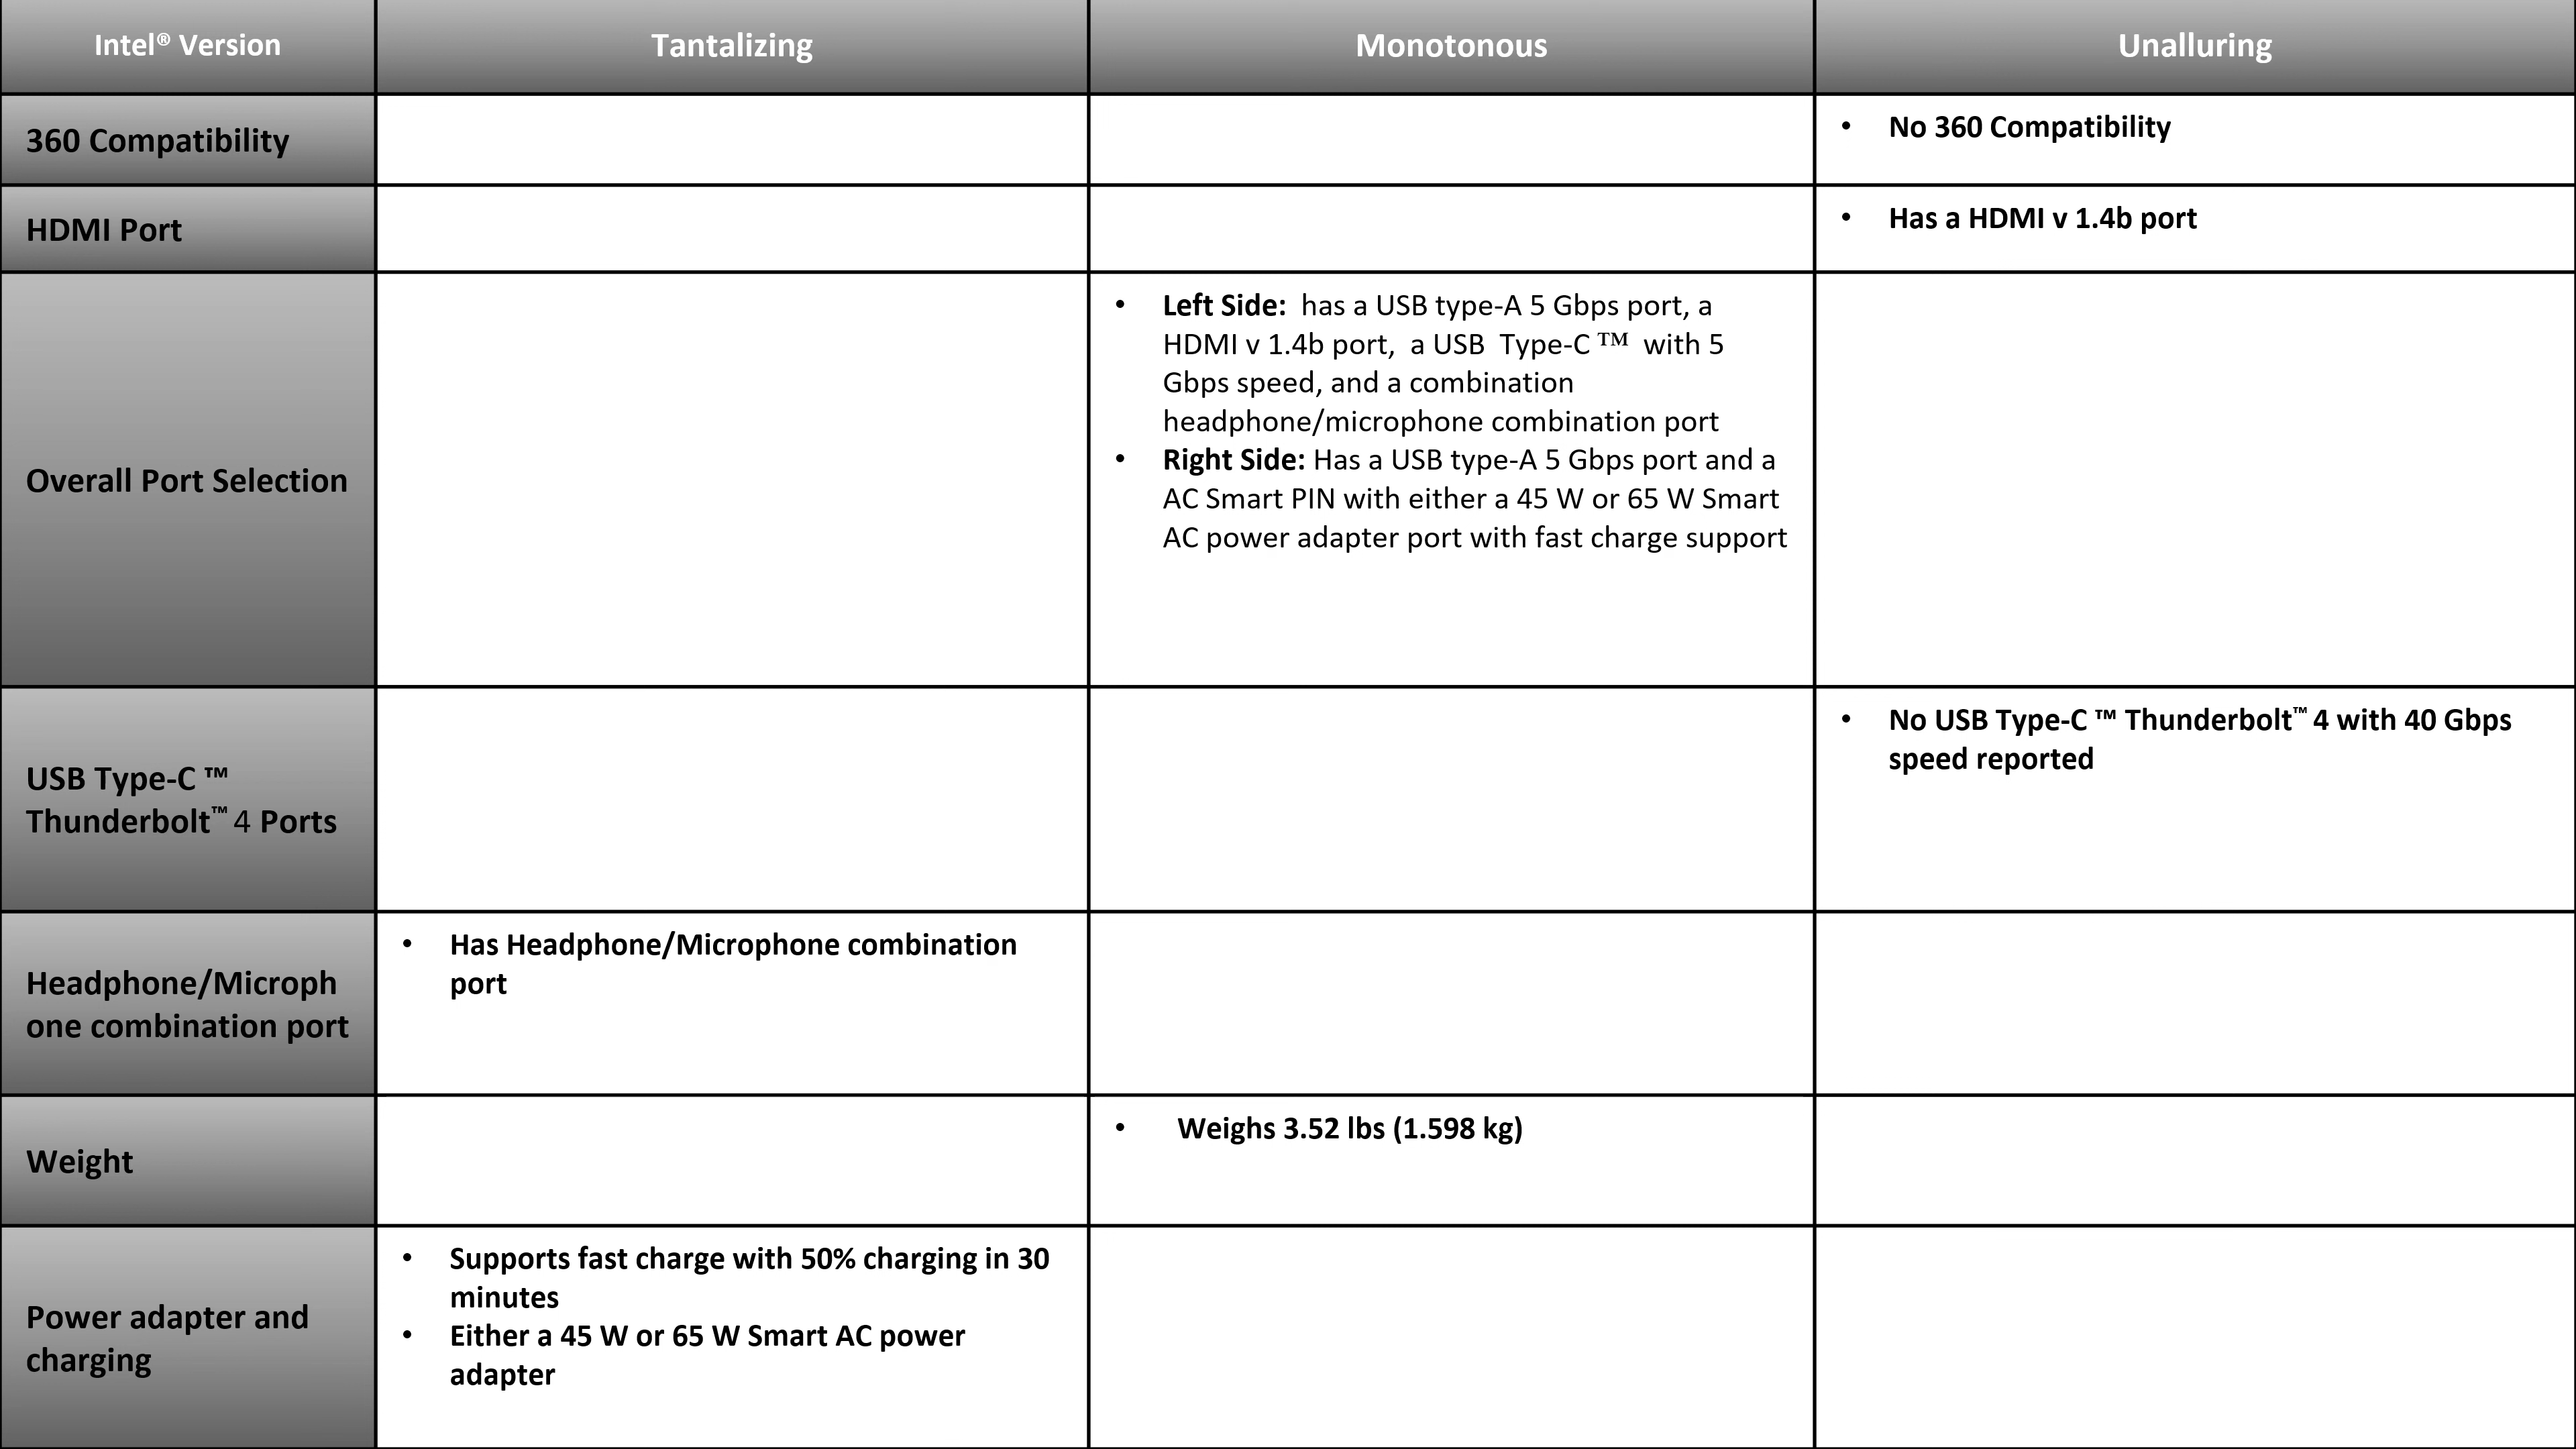 Intel® Version
Tantalizing
Monotonous
Unalluring
360 Compatibility
• No 360 Compatibility
HDMI Port
• Has a HDMI v 1.4b port
Overall Port Selection
• Left Side: has a USB type-A 5 Gbps port, a
HDMI v 1.4b port, a USB Type-C ™ with 5
Gbps speed, and a combination
headphone/microphone combination port
• Right Side: Has a USB type-A 5 Gbps port and a
AC Smart PIN with either a 45 W or 65 W Smart
AC power adapter port with fast charge support
USB Type-C ™
Thunderbolt™ 4 Ports
• No USB Type-C ™ Thunderbolt™ 4 with 40 Gbps
speed reported
Headphone/Microph
one combination port
• Has Headphone/Microphone combination
port
Weight
• Weighs 3.52 lbs (1.598 kg)
Power adapter and
charging
• Supports fast charge with 50% charging in 30
minutes
• Either a 45 W or 65 W Smart AC power
adapter